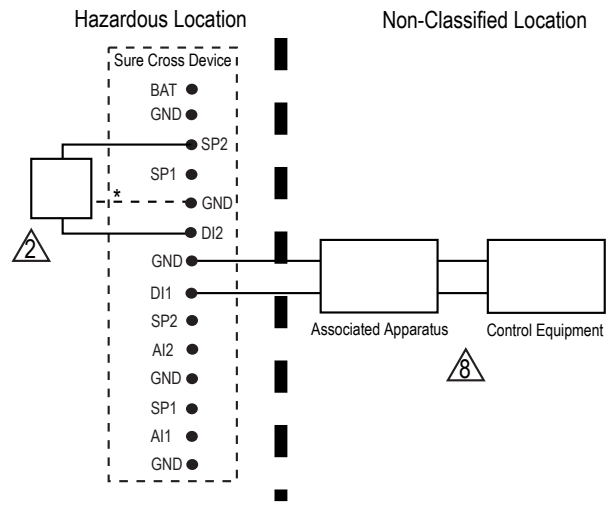 Hazardous Location
Non-Classified Location
Sure Cross Device
BAT
GND
SP2
SP1
*
GND
2
DI2
GND
DI1
Associated Apparatus
Control Equipment
SP2
AI2
8
GND
SP1
AI1
GND